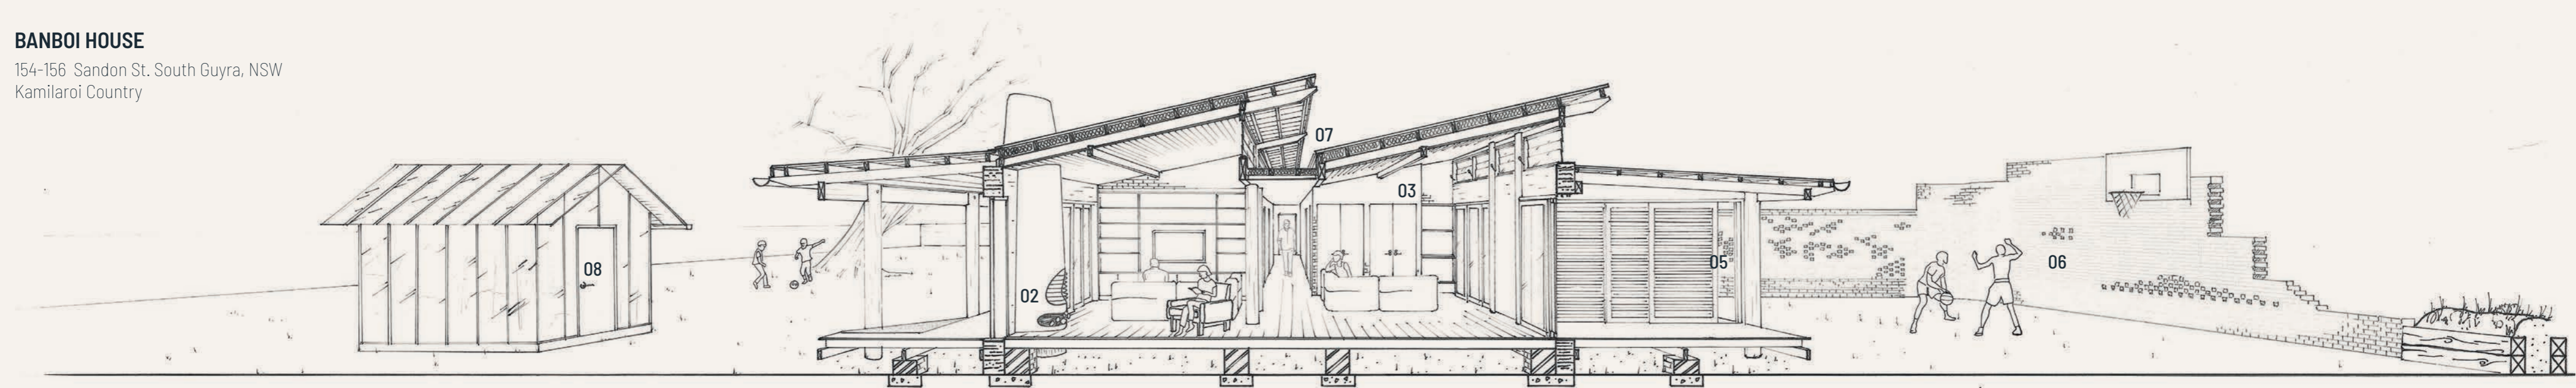 BANBOI HOUSE
154-156 Sandon St. South Guyra, NSW
Kamilaroi Country
07
03
05
06
08
02